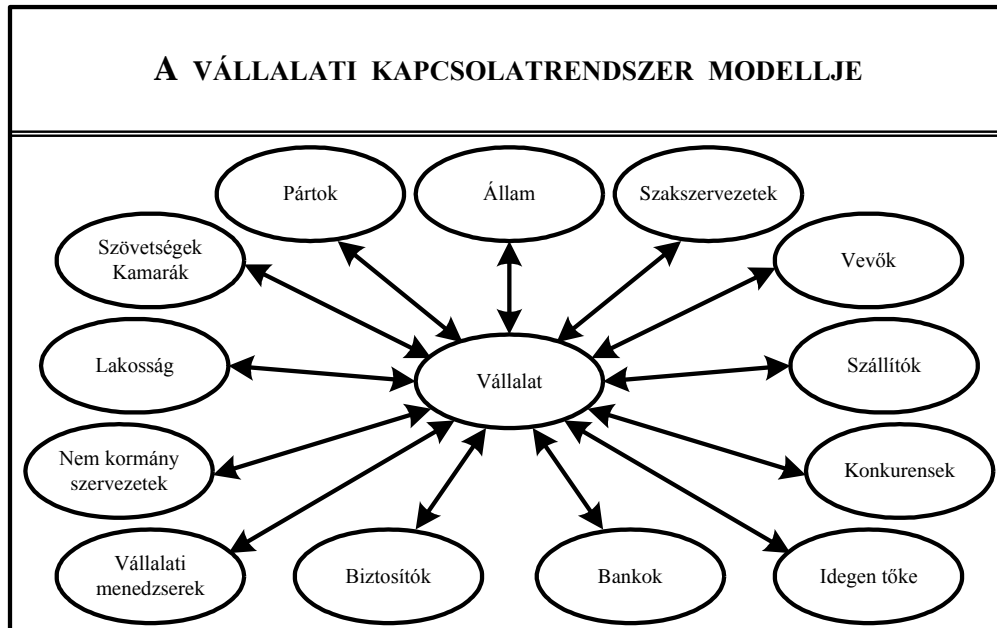 A VÁLLALATI KAPCSOLATRENDSZER MODELLJE
Pártok
Állam
Szakszervezetek
Szövetségek
Kamarák
Vevők
Lakosság
Vállalat
Szállítók
Nem kormány
szervezetek
Konkurensek
Vállalati
menedzserek
Biztosítók
Bankok
Idegen tőke